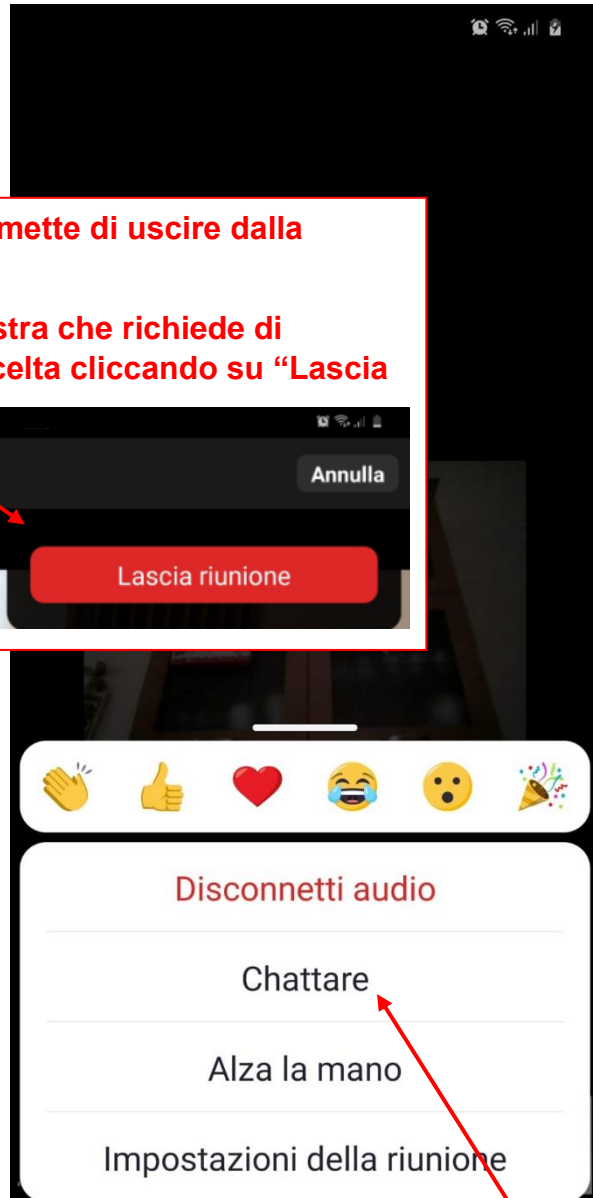 mette di uscire dalla
stra che richiede di
celta cliccando su “Lascia
Annulla
Lascia riunione
Disconnetti audio
Chattare
Alza la mano
Impostazioni della riunione